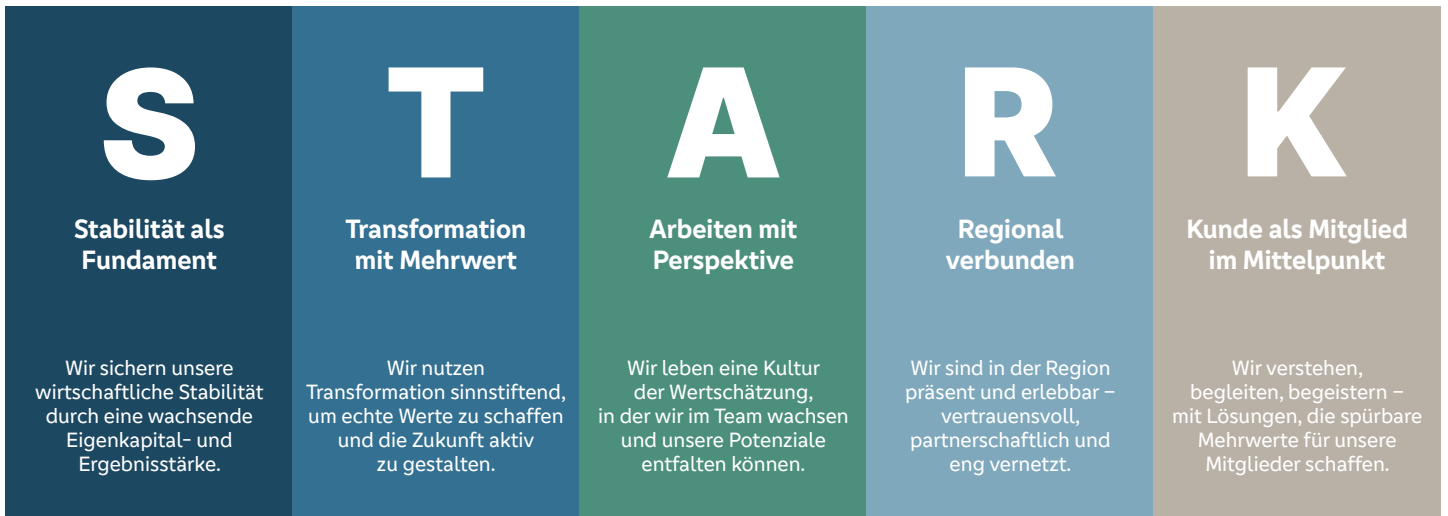 S
Stabilität als
Fundament
Wir sichern unsere
wirtschaftliche Stabilität
durch eine wachsende
Eigenkapital- und
Ergebnisstärke.
T
Transformation
mit Mehrwert
Wir nutzen
Transformation sinnstiftend,
um echte Werte zu schaffen
und die Zukunft aktiv
zu gestalten.
A
Arbeiten mit
Perspektive
Wir leben eine Kultur
der Wertschätzung,
in der wir im Team wachsen
und unsere Potenziale
entfalten können.
R
Regional
verbunden
Wir sind in der Region
präsent und erlebbar –
vertrauensvoll,
partnerschaftlich und
eng vernetzt.
K
Kunde als Mitglied
im Mittelpunkt
Wir verstehen,
begleiten, begeistern –
mit Lösungen, die spürbare
Mehrwerte für unsere
Mitglieder schaffen.